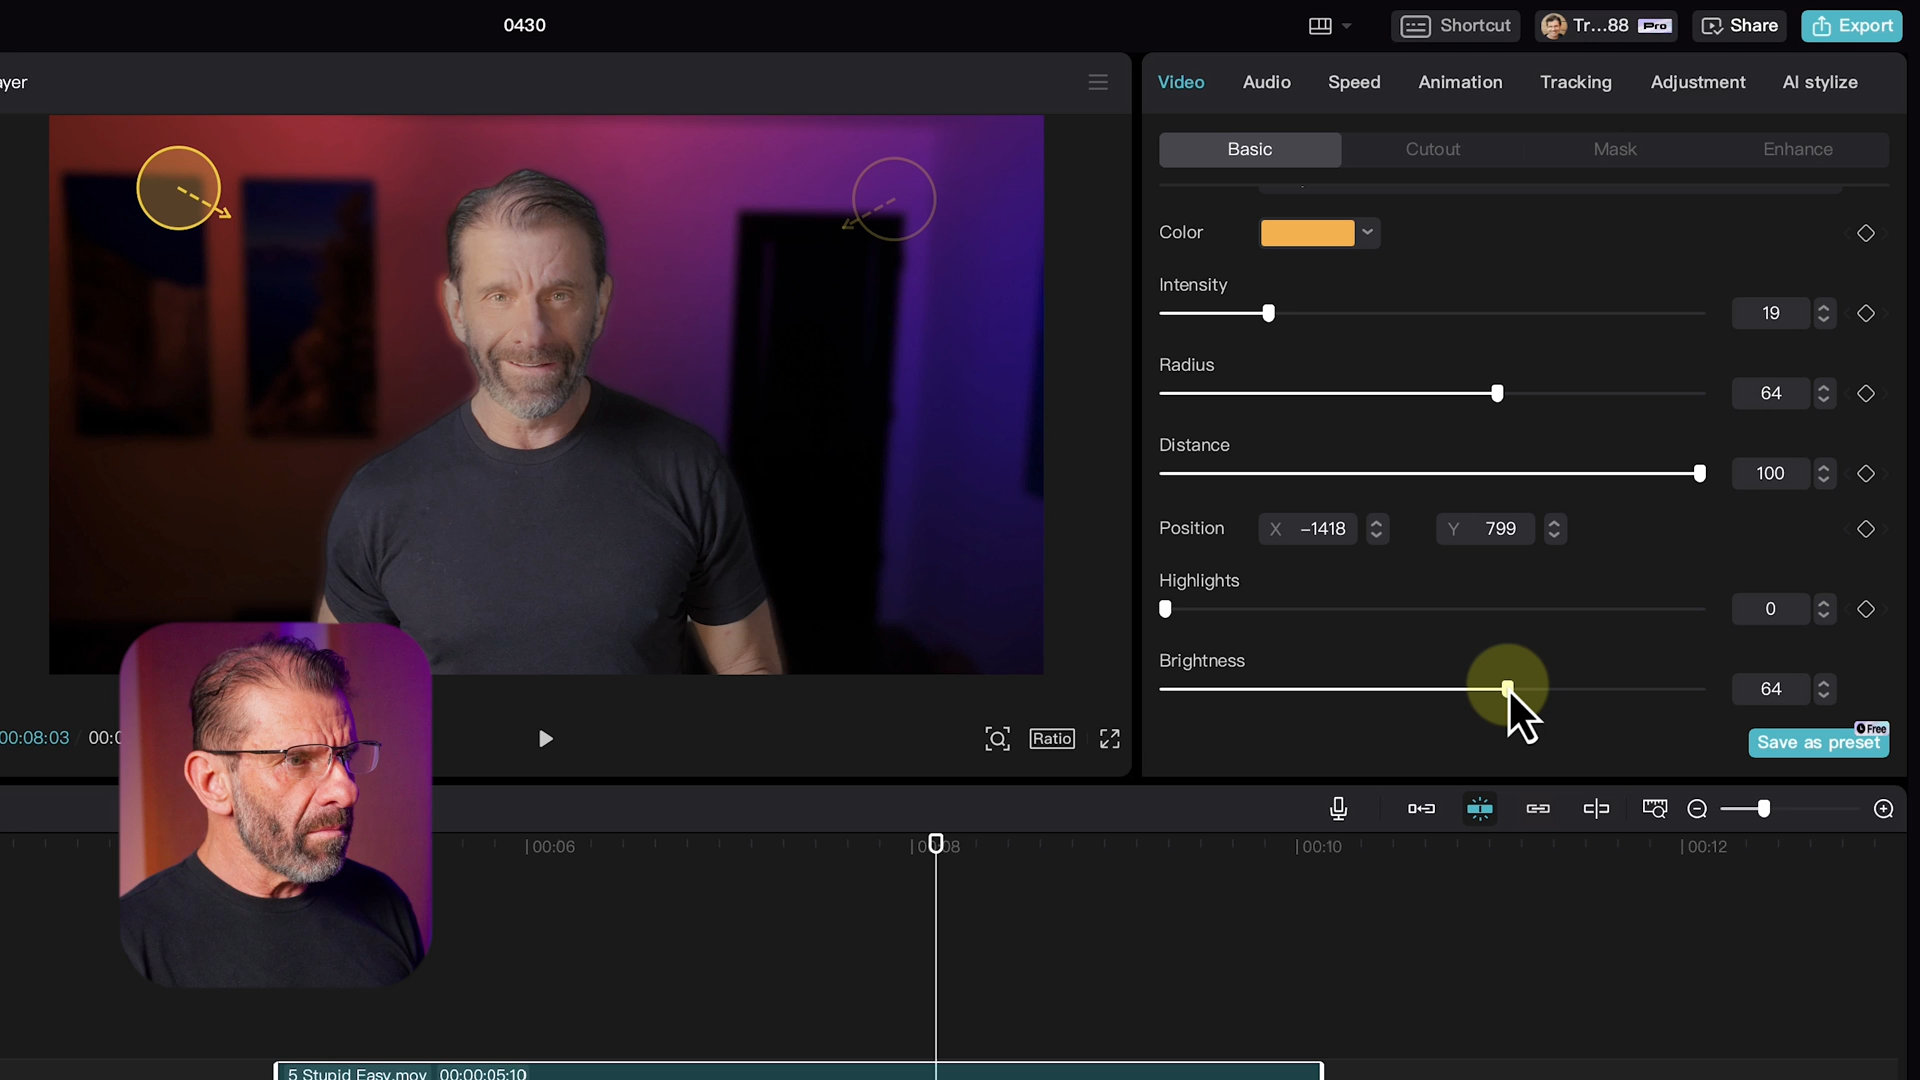 0430
Shortcut
Tr...88 Pro
Share
Export
ayer
Video Audio Speed Animation Tracking Adjustment AI stylize
Basic Cutout Mask Enhance
Color
Intensity
19
Radius
64
Distance
100
Position X -1418 Y 799
Highlights
0
Brightness
64
Free
Save as preset
00:08:03 00:0
Ratio
00:06 00:08 00:10 00:12
5 Stupid Easy.mov 00:00:05:10